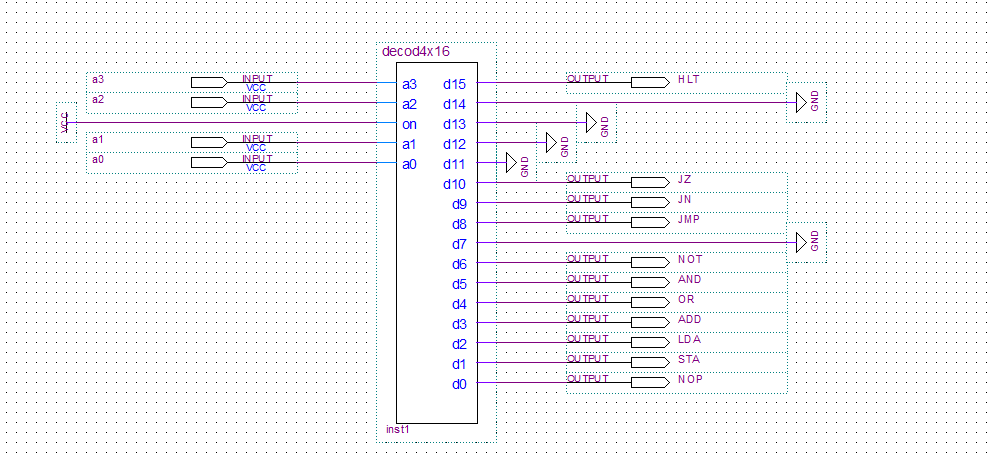 decod4x16
a3 INPUT VCC a3 d15 OUTPUT HLT
a2 INPUT VCC a2 d14 GND
VCC on d13 GND
a1 INPUT VCC a1 d12 GND
a0 INPUT VCC a0 d11 GND
d10 OUTPUT JZ
d9 OUTPUT JN
d8 OUTPUT JMP
d7 GND
d6 OUTPUT NOT
d5 OUTPUT AND
d4 OUTPUT OR
d3 OUTPUT ADD
d2 OUTPUT LDA
d1 OUTPUT STA
d0 OUTPUT NOP
inst1